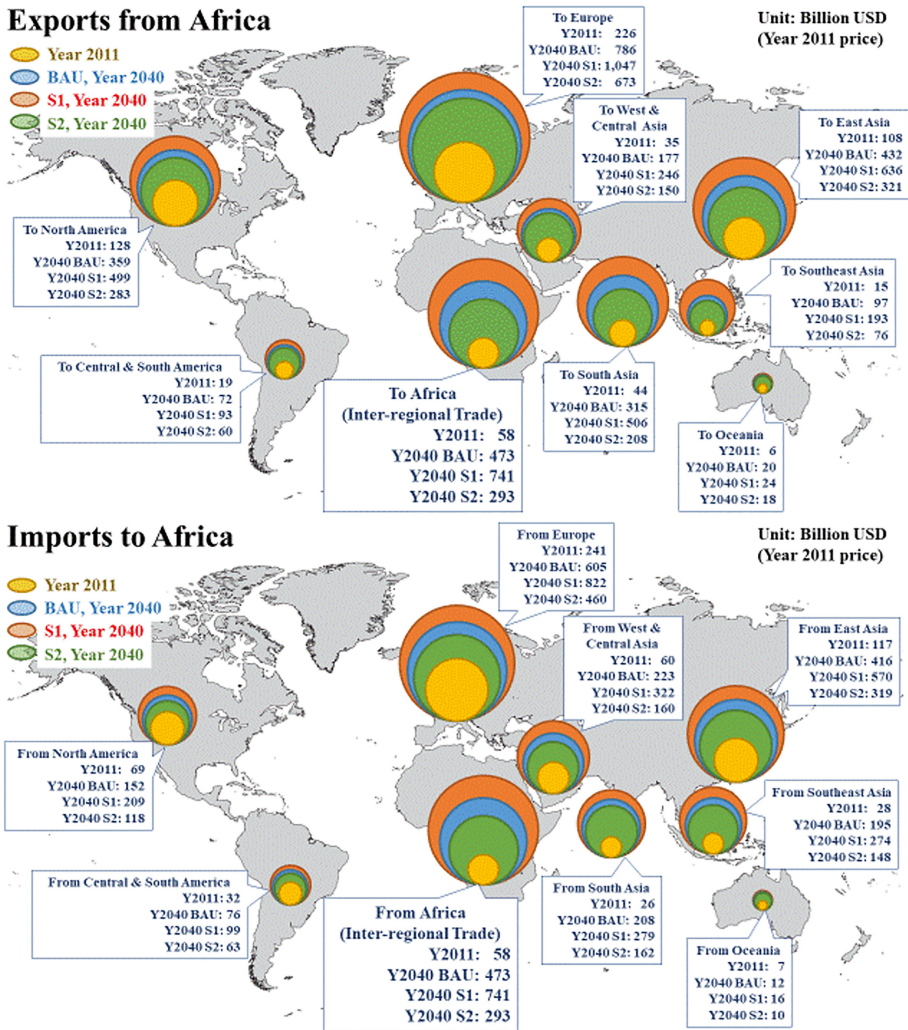 Exports from Africa
Unit: Billion USD
(Year 2011 price)
Year 2011
BAU, Year 2040
S1, Year 2040
S2, Year 2040
To Europe
Y2011: 226
Y2040 BAU: 786
Y2040 S1: 1,047
Y2040 S2: 673
To West &
Central Asia
Y2011: 35
Y2040 BAU: 177
Y2040 S1: 246
Y2040 S2: 150
To East Asia
Y2011: 108
Y2040 BAU: 432
Y2040 S1: 636
Y2040 S2: 321
To North America
Y2011: 128
Y2040 BAU: 359
Y2040 S1: 499
Y2040 S2: 283
To Southeast Asia
Y2011: 15
Y2040 BAU: 97
Y2040 S1: 193
Y2040 S2: 76
To Central & South America
Y2011: 19
Y2040 BAU: 72
Y2040 S1: 93
Y2040 S2: 60
To Africa
(Inter-regional Trade)
Y2011: 58
Y2040 BAU: 473
Y2040 S1: 741
Y2040 S2: 293
To South Asia
Y2011: 44
Y2040 BAU: 315
Y2040 S1: 506
Y2040 S2: 208
To Oceania
Y2011: 6
Y2040 BAU: 20
Y2040 S1: 24
Y2040 S2: 18
Imports to Africa
Unit: Billion USD
(Year 2011 price)
Year 2011
BAU, Year 2040
S1, Year 2040
S2, Year 2040
From Europe
Y2011: 241
Y2040 BAU: 605
Y2040 S1: 822
Y2040 S2: 460
From West &
Central Asia
Y2011: 60
Y2040 BAU: 223
Y2040 S1: 322
Y2040 S2: 160
From East Asia
Y2011: 117
Y2040 BAU: 416
Y2040 S1: 570
Y2040 S2: 319
From North America
Y2011: 69
Y2040 BAU: 152
Y2040 S1: 209
Y2040 S2: 118
From Southeast Asia
Y2011: 28
Y2040 BAU: 195
Y2040 S1: 274
Y2040 S2: 148
From Central & South America
Y2011: 32
Y2040 BAU: 76
Y2040 S1: 99
Y2040 S2: 63
From Africa
(Inter-regional Trade)
Y2011: 58
Y2040 BAU: 473
Y2040 S1: 741
Y2040 S2: 293
From South Asia
Y2011: 26
Y2040 BAU: 208
Y2040 S1: 279
Y2040 S2: 162
From Oceania
Y2011: 7
Y2040 BAU: 12
Y2040 S1: 16
Y2040 S2: 10